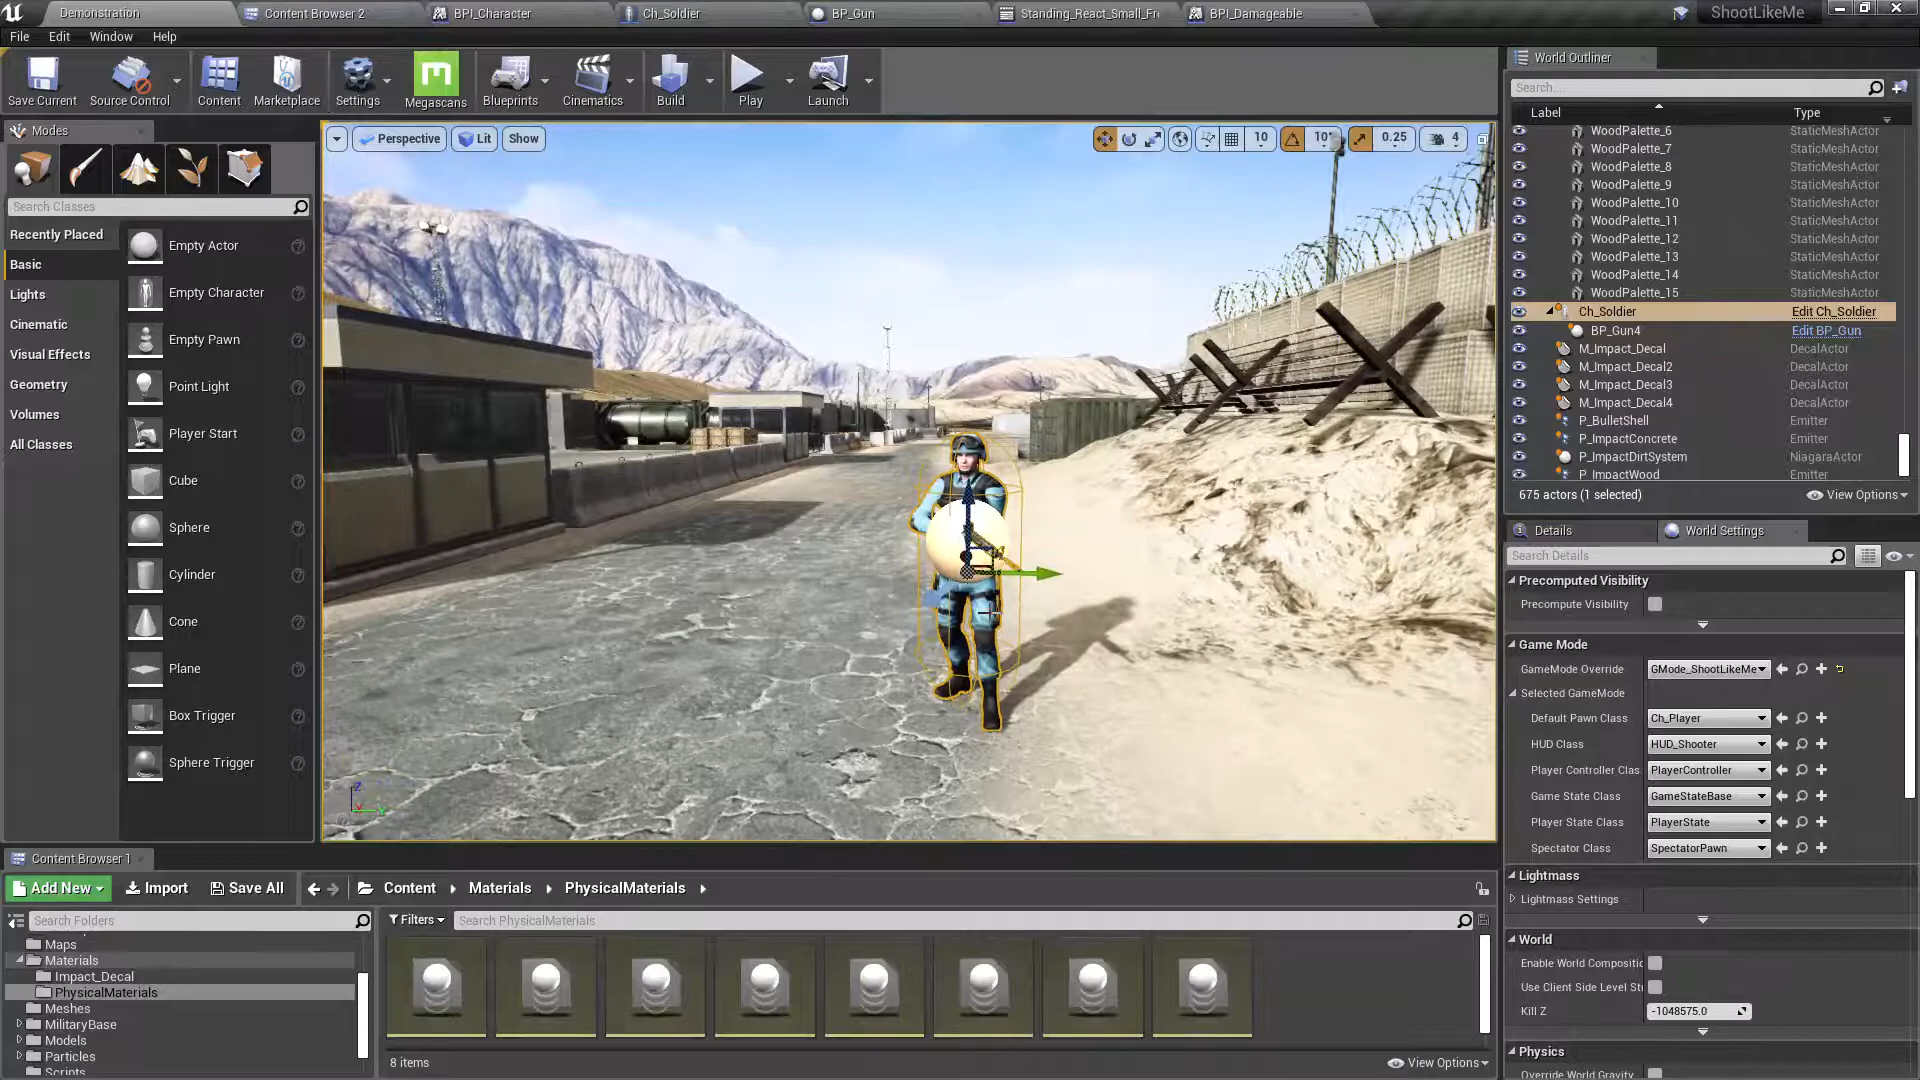 Demonstration
Content Browser 2
BPI_Character
Ch_Soldier
BP_Gun
Standing_React_Small_Fr
BPI_Damageable
ShootLikeMe
File Edit Window Help
Save Current
Source Control
Content
Marketplace
Settings
Megascans
Blueprints
Cinematics
Build
Play
Launch
Modes
Search Classes
Recently Placed
Basic
Lights
Cinematic
Visual Effects
Geometry
Volumes
All Classes
Empty Actor
Empty Character
Empty Pawn
Point Light
Player Start
Cube
Sphere
Cylinder
Cone
Plane
Box Trigger
Sphere Trigger
Perspective Lit Show
10 10° 0.25 4
Z
Y
World Outliner
Search...
Label Type
WoodPalette_6 StaticMeshActor
WoodPalette_7 StaticMeshActor
WoodPalette_8 StaticMeshActor
WoodPalette_9 StaticMeshActor
WoodPalette_10 StaticMeshActor
WoodPalette_11 StaticMeshActor
WoodPalette_12 StaticMeshActor
WoodPalette_13 StaticMeshActor
WoodPalette_14 StaticMeshActor
WoodPalette_15 StaticMeshActor
Ch_Soldier Edit Ch_Soldier
BP_Gun4 Edit BP_Gun
M_Impact_Decal DecalActor
M_Impact_Decal2 DecalActor
M_Impact_Decal3 DecalActor
M_Impact_Decal4 DecalActor
P_BulletShell Emitter
P_ImpactConcrete Emitter
P_ImpactDirtSystem NiagaraActor
P_ImpactWood Emitter
675 actors (1 selected) View Options
Details World Settings
Search Details
Precomputed Visibility
Precompute Visibility
Game Mode
GameMode Override GMode_ShootLikeMe
Selected GameMode
Default Pawn Class Ch_Player
HUD Class HUD_Shooter
Player Controller Clas PlayerController
Game State Class GameStateBase
Player State Class PlayerState
Spectator Class SpectatorPawn
Lightmass
Lightmass Settings
World
Enable World Compositic
Use Client Side Level Str
Kill Z -1048575.0
Physics
Override World Gravity
Content Browser 1
Add New Import Save All Content Materials PhysicalMaterials
Search Folders
Filters Search PhysicalMaterials
Maps
Materials
Impact_Decal
PhysicalMaterials
Meshes
MilitaryBase
Models
Particles
Scripts
8 items View Options